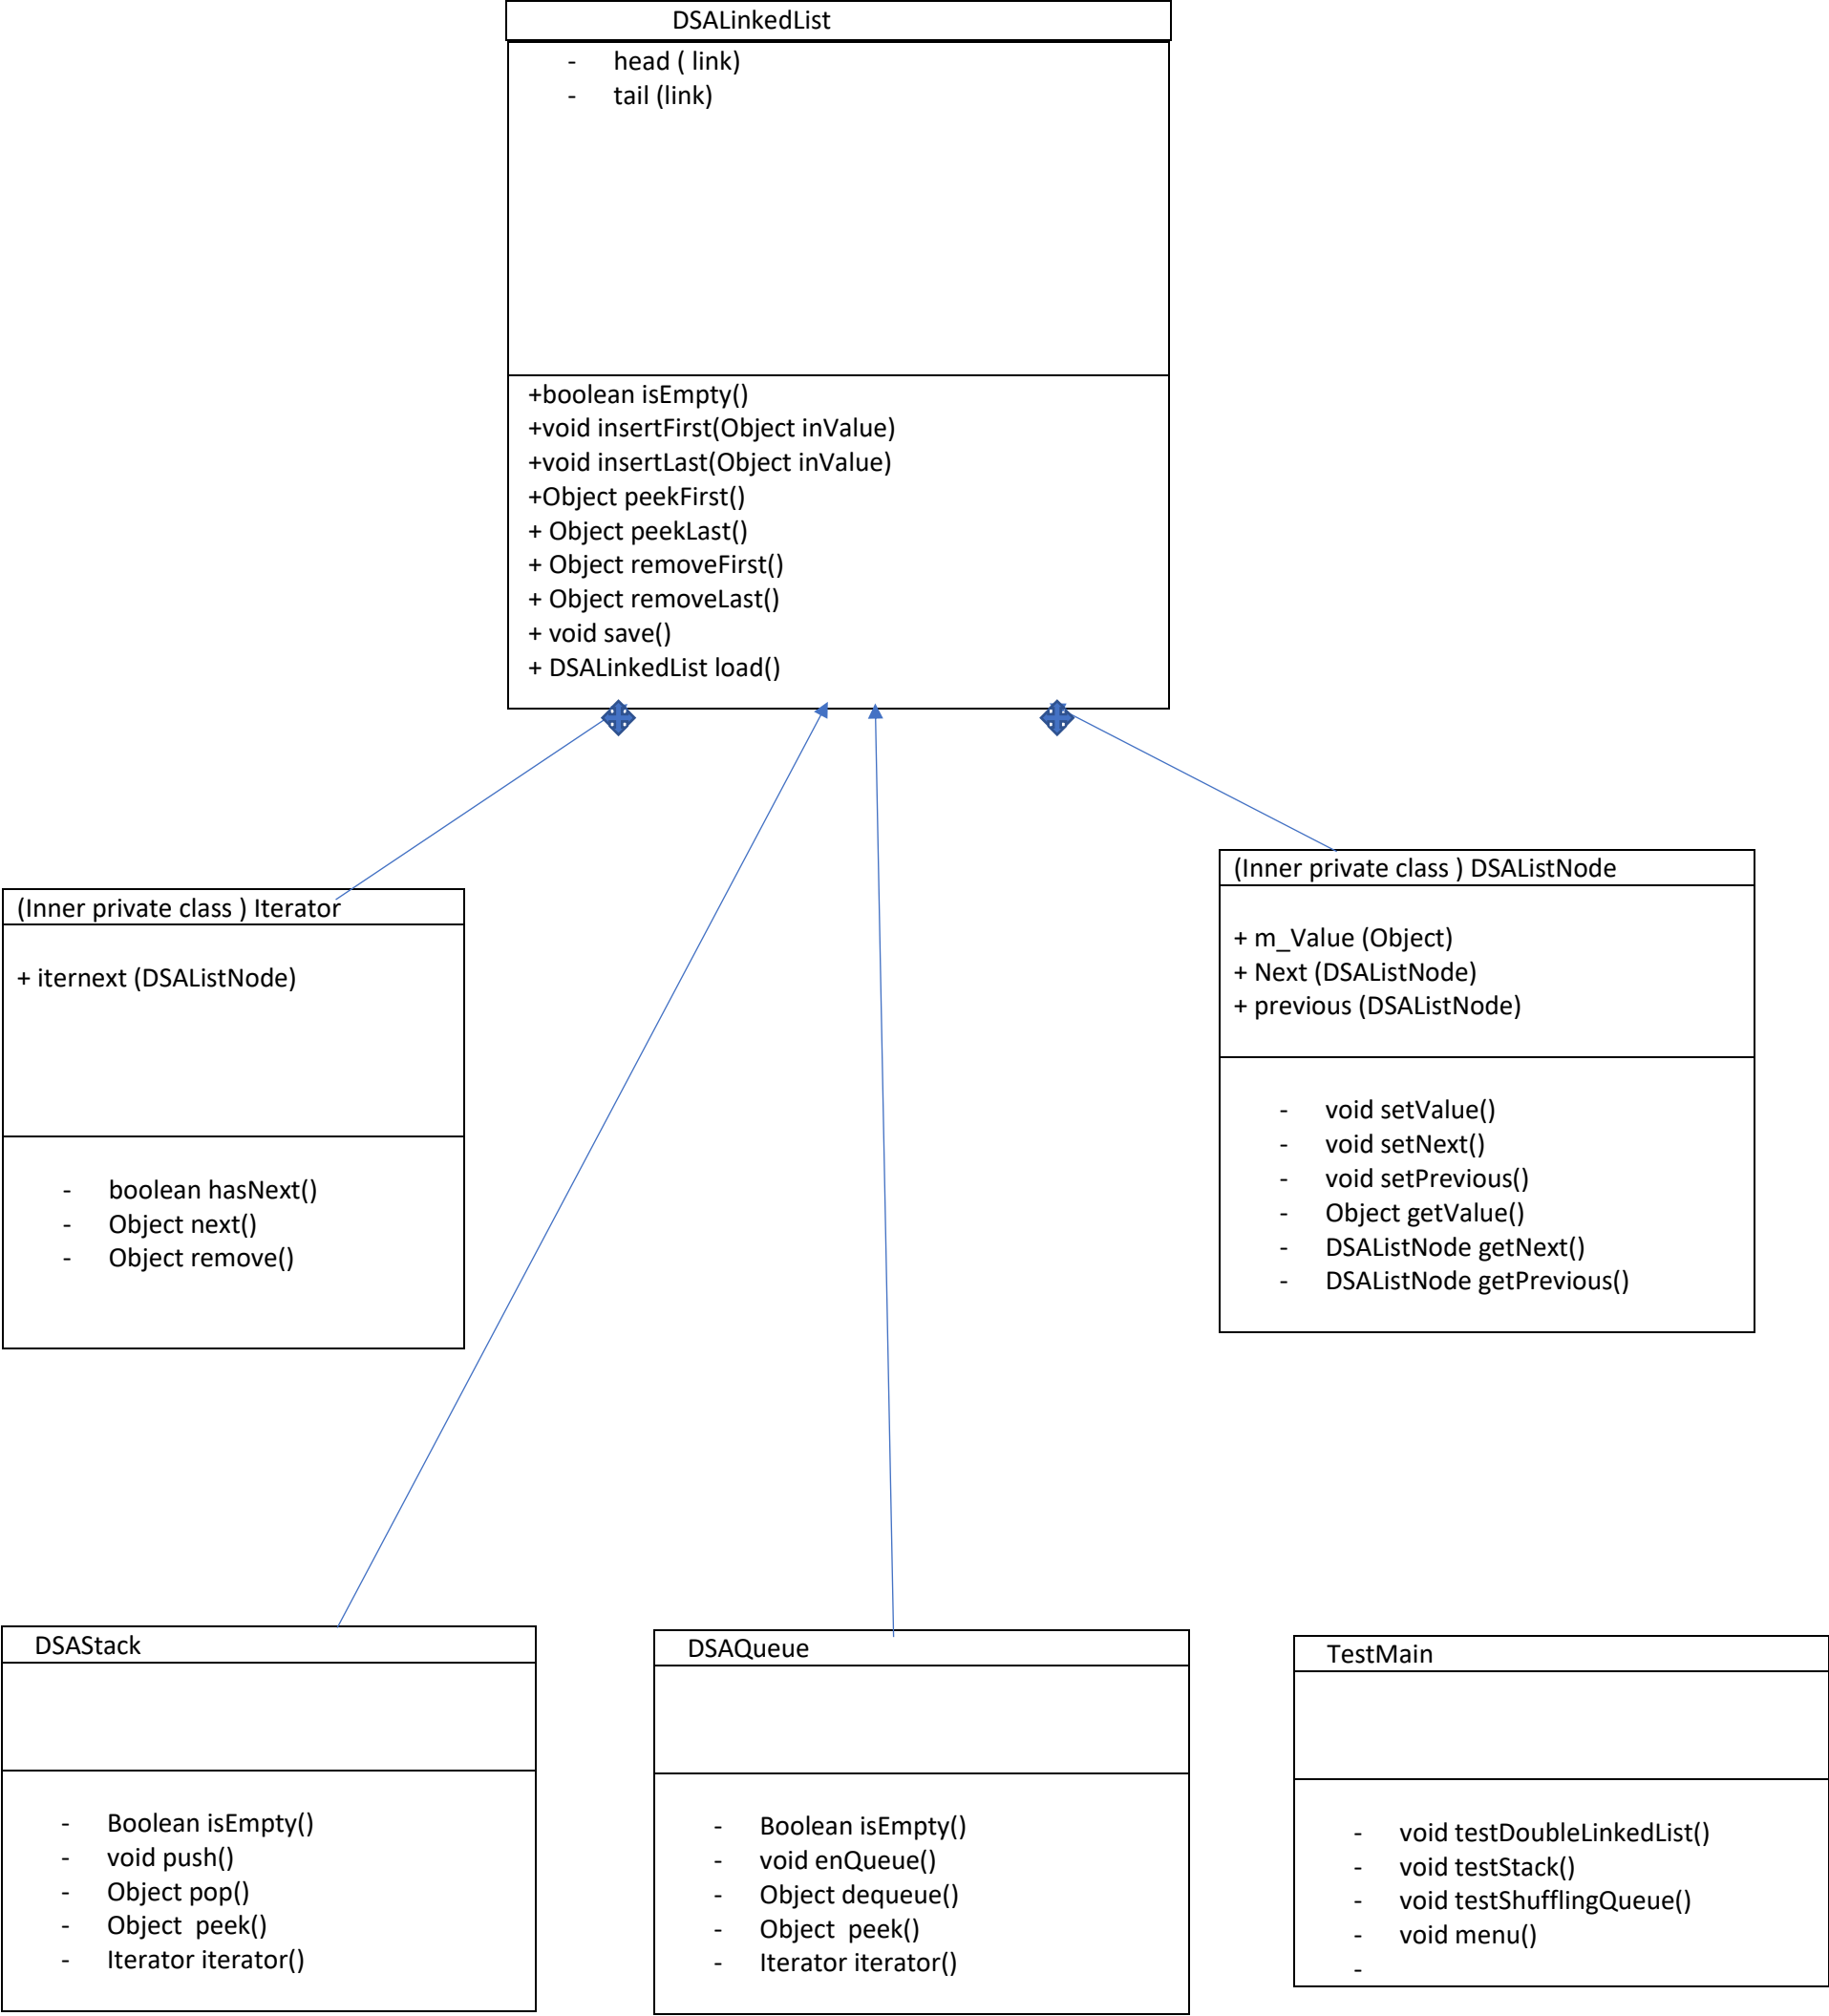 DSALinkedList
- head ( link)
- tail (link)
+boolean isEmpty()
+void insertFirst(Object inValue)
+void insertLast(Object inValue)
+Object peekFirst()
+ Object peekLast()
+ Object removeFirst()
+ Object removeLast()
+ void save()
+ DSALinkedList load()
(Inner private class ) Iterator
+ iternext (DSAListNode)
- boolean hasNext()
- Object next()
- Object remove()
(Inner private class ) DSAListNode
+ m_Value (Object)
+ Next (DSAListNode)
+ previous (DSAListNode)
- void setValue()
- void setNext()
- void setPrevious()
- Object getValue()
- DSAListNode getNext()
- DSAListNode getPrevious()
DSAStack
- Boolean isEmpty()
- void push()
- Object pop()
- Object  peek()
- Iterator iterator()
DSAQueue
- Boolean isEmpty()
- void enQueue()
- Object dequeue()
- Object  peek()
- Iterator iterator()
TestMain
- void testDoubleLinkedList()
- void testStack()
- void testShufflingQueue()
- void menu()
-